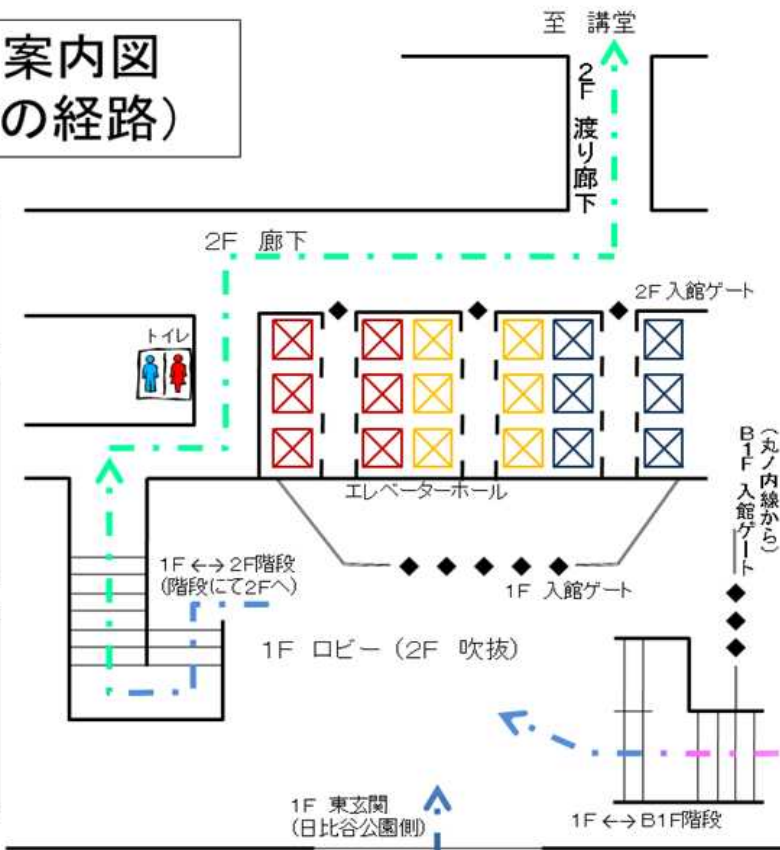 案内図
の経路）
至 講堂
2F 渡り廊下
2F 廊下
2F 入館ゲート
トイレ
（丸ノ内線から）
B1F 入館ゲート
エレベーターホール
1F ←→ 2F階段
（階段にて2Fへ）
1F 入館ゲート
1F ロビー（2F 吹抜）
1F 東玄関
（日比谷公園側）
1F ←→ B1F階段